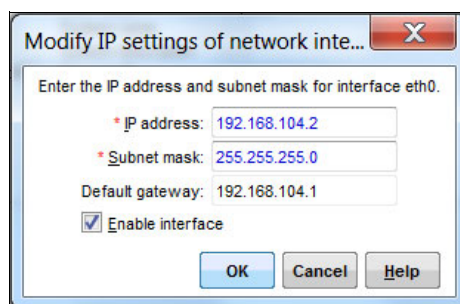 Modify IP settings of network inte...
Enter the IP address and subnet mask for interface eth0.
* IP address: 192.168.104.2
* Subnet mask: 255.255.255.0
Default gateway: 192.168.104.1
Enable interface
OK Cancel Help